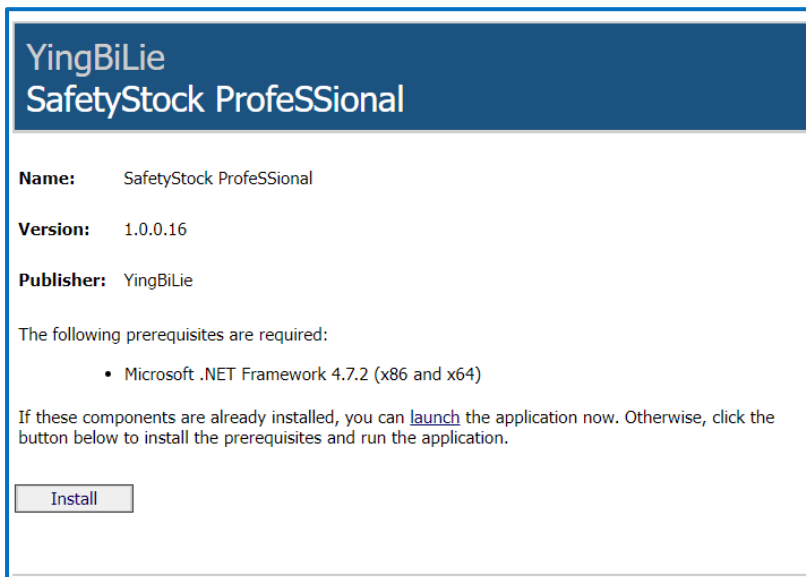 YingBiLie
SafetyStock ProfeSSional
Name: SafetyStock ProfeSSional
Version: 1.0.0.16
Publisher: YingBiLie
The following prerequisites are required:
• Microsoft .NET Framework 4.7.2 (x86 and x64)
If these components are already installed, you can launch the application now. Otherwise, click the
button below to install the prerequisites and run the application.
Install